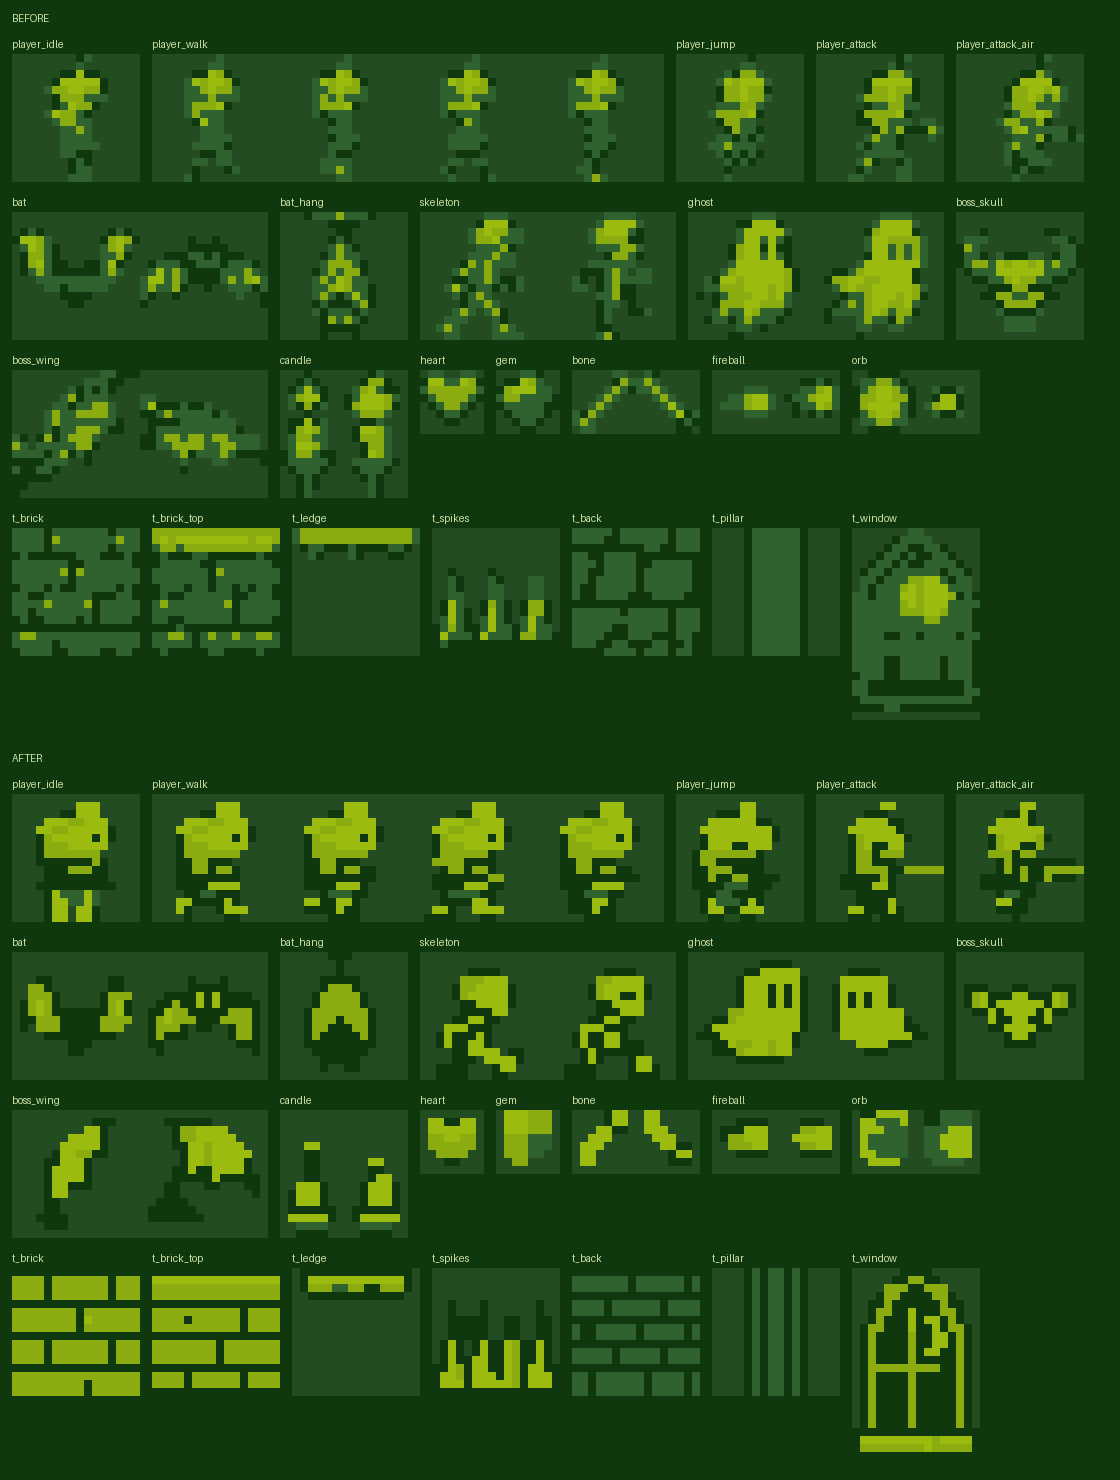 BEFORE
player_idle player_walk player_jump player_attack player_attack_air
bat bat_hang skeleton ghost boss_skull
boss_wing candle heart gem bone fireball orb
t_brick t_brick_top t_ledge t_spikes t_back t_pillar t_window
AFTER
player_idle player_walk player_jump player_attack player_attack_air
bat bat_hang skeleton ghost boss_skull
boss_wing candle heart gem bone fireball orb
t_brick t_brick_top t_ledge t_spikes t_back t_pillar t_window